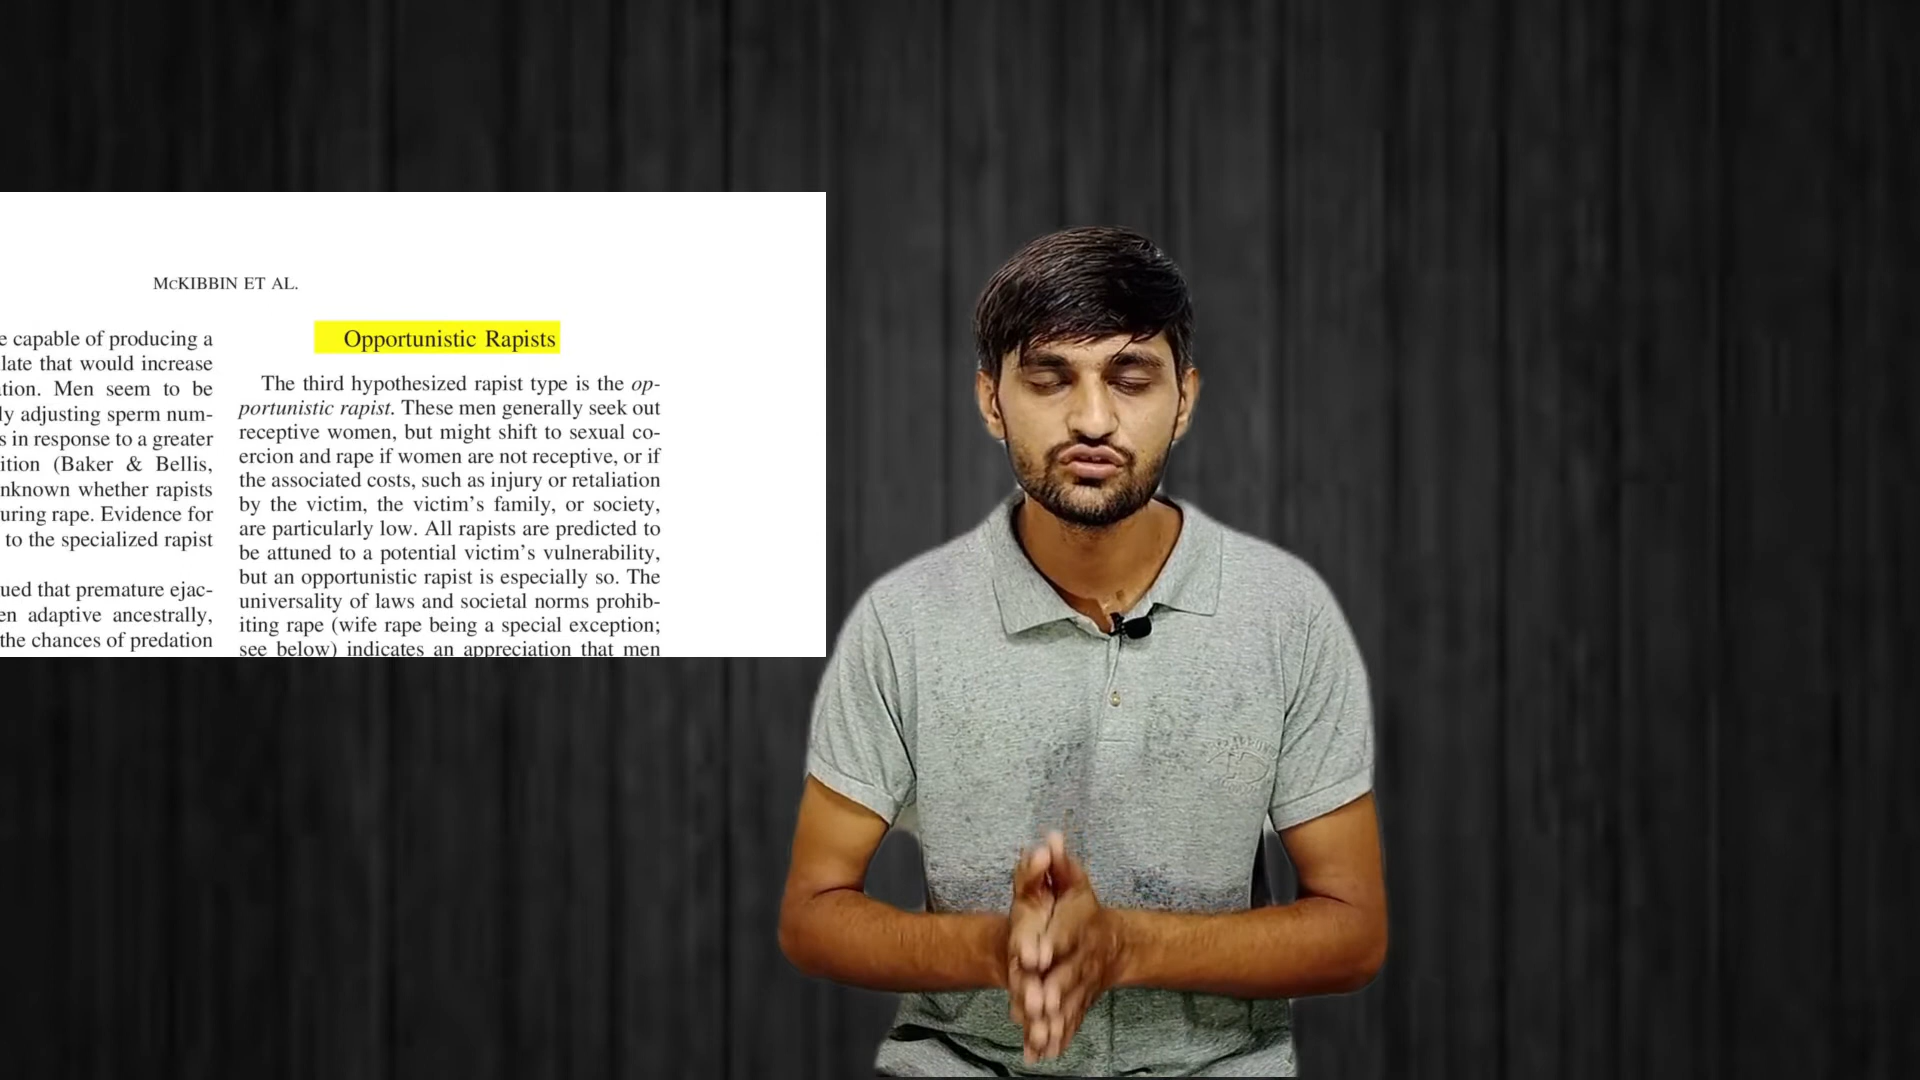 McKIBBIN ET AL.
e capable of producing a
late that would increase
tion. Men seem to be
ly adjusting sperm num-
s in response to a greater
ition (Baker & Bellis,
nknown whether rapists
uring rape. Evidence for
to the specialized rapist
ued that premature ejac-
en adaptive ancestrally,
the chances of predation
Opportunistic Rapists
The third hypothesized rapist type is the op-
portunistic rapist. These men generally seek out
receptive women, but might shift to sexual co-
ercion and rape if women are not receptive, or if
the associated costs, such as injury or retaliation
by the victim, the victim's family, or society,
are particularly low. All rapists are predicted to
be attuned to a potential victim's vulnerability,
but an opportunistic rapist is especially so. The
universality of laws and societal norms prohib-
iting rape (wife rape being a special exception;
see below) indicates an appreciation that men